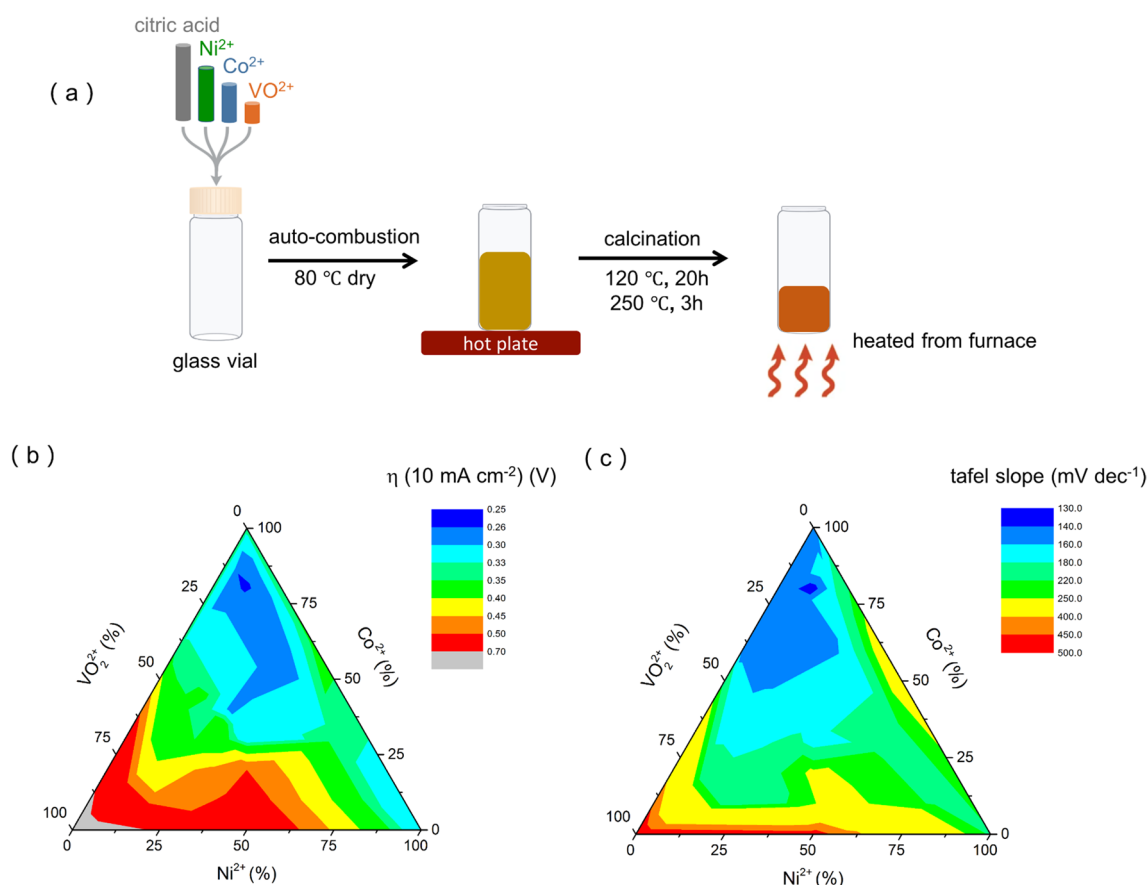 citric acid
Ni²⁺
Co²⁺
VO²⁺
( a )
auto-combustion
80 ℃ dry
calcination
120 ℃, 20h
250 ℃, 3h
glass vial
hot plate
heated from furnace
( b )
η (10 mA cm⁻²) (V)
0.25
0.26
0.30
0.33
0.35
0.40
0.45
0.50
0.70
0
25
50
75
100
VO₂²⁺ (%)
100
75
50
25
0
Co²⁺ (%)
0
25
50
75
100
Ni²⁺ (%)
( c )
tafel slope (mV dec⁻¹)
130.0
140.0
160.0
180.0
220.0
250.0
400.0
450.0
500.0
0
25
50
75
100
VO₂²⁺ (%)
100
75
50
25
0
Co²⁺ (%)
0
25
50
75
100
Ni²⁺ (%)